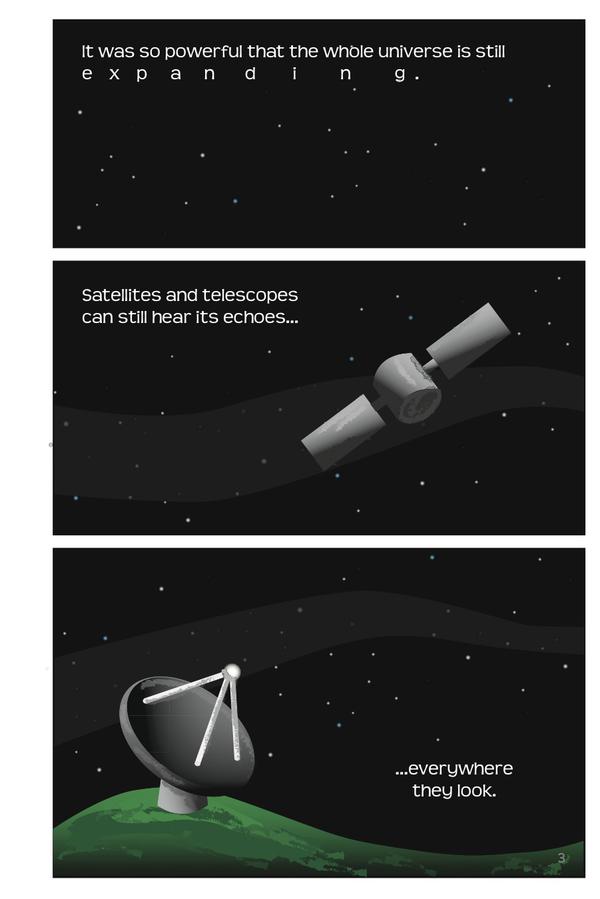 It was so powerful that the whole universe is still
e x p a n d i n g.
Satellites and telescopes
can still hear its echoes...
...everywhere
they look.
3